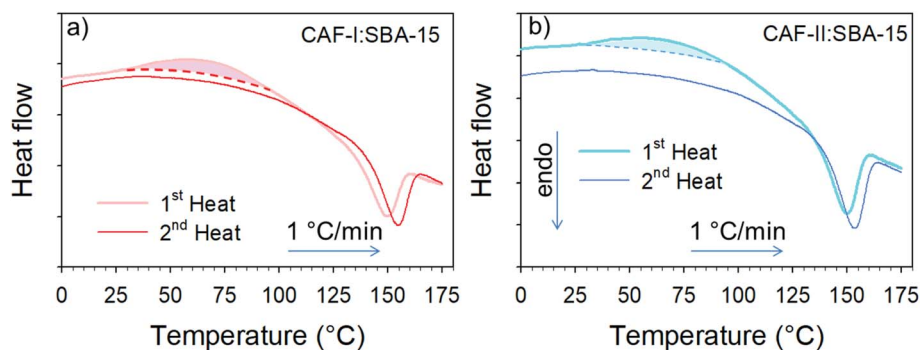 a)
CAF-I:SBA-15
Heat flow
1st Heat
2nd Heat
1 °C/min
0 25 50 75 100 125 150 175
Temperature (°C)
b)
CAF-II:SBA-15
Heat flow
endo
1st Heat
2nd Heat
1 °C/min
0 25 50 75 100 125 150 175
Temperature (°C)